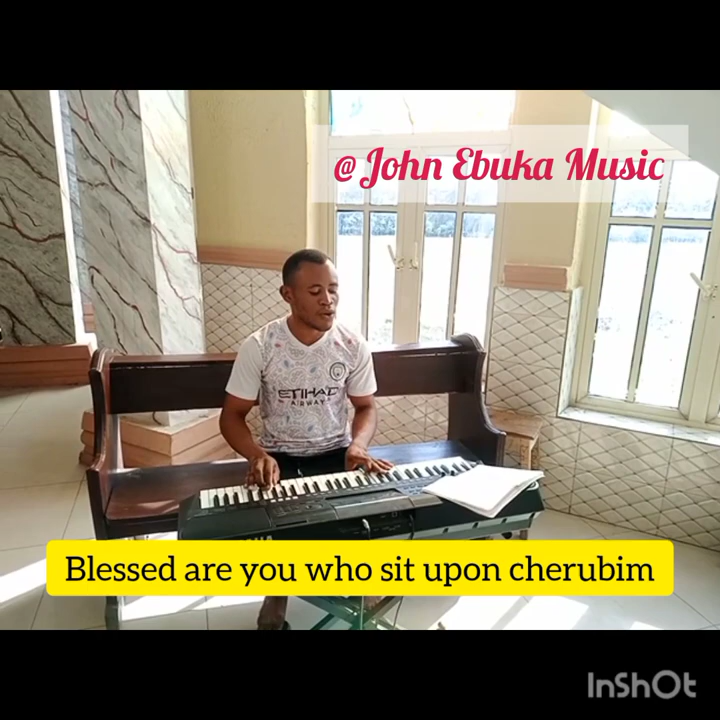 @John Ebuka Music
ETIHAD
AIRWAYS
Blessed are you who sit upon cherubim
InShOt